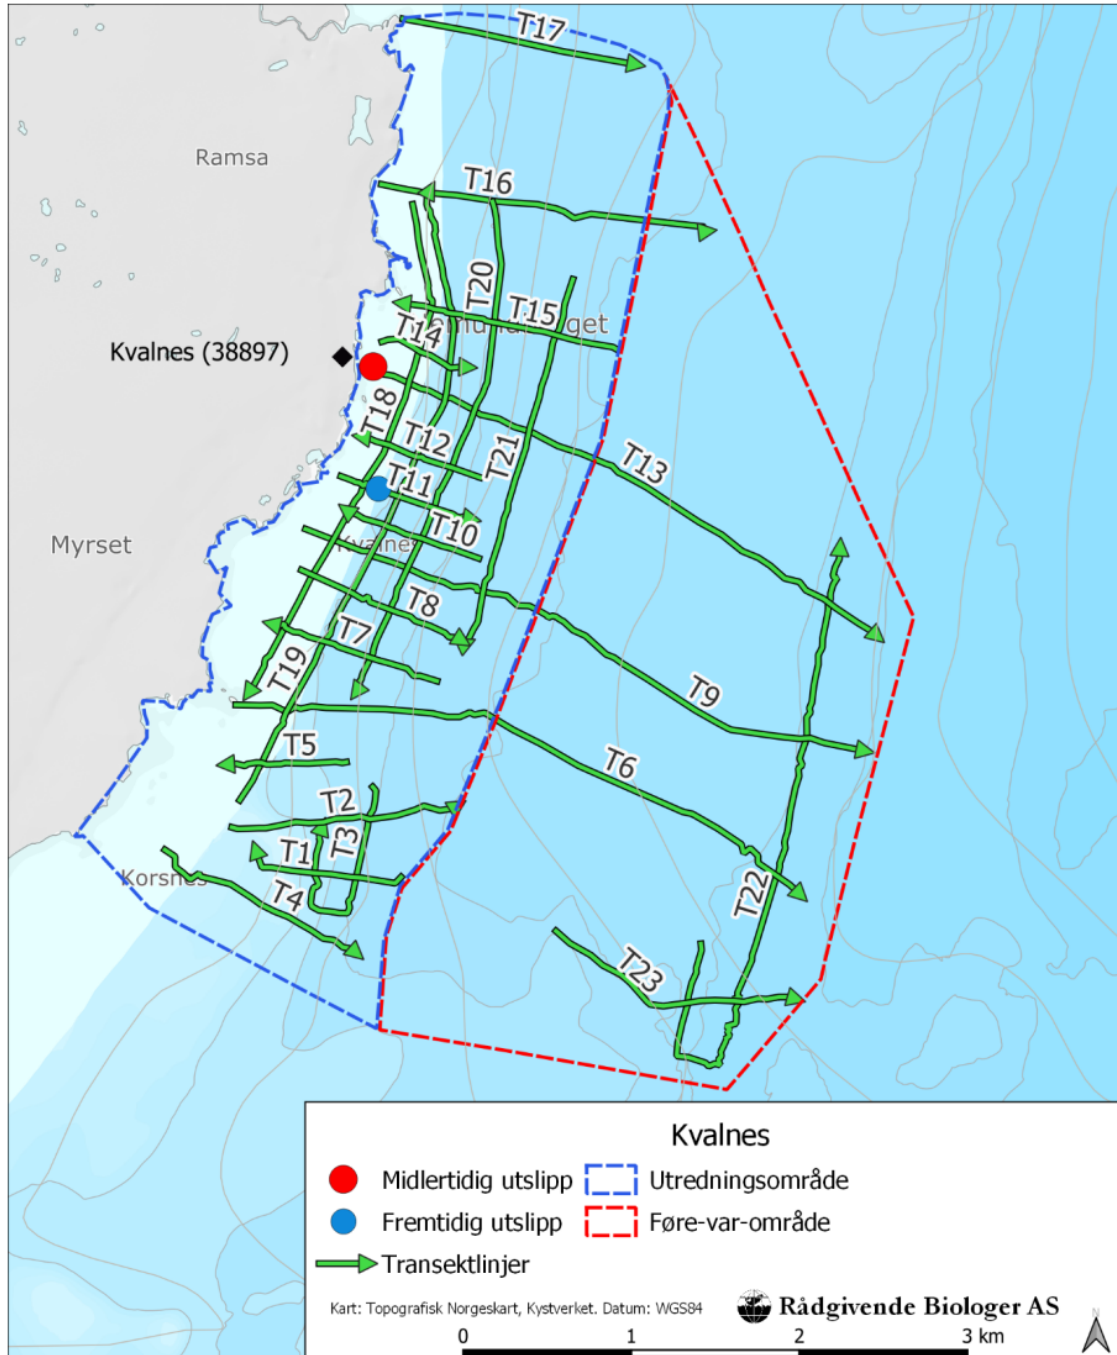 T17
Ramsa
T16
T20
T15
T14
Kvalnes (38897)
T18
T12
T21
T13
T11
T10
Myrset
Kvalnes
T8
T7
T19
T9
T5
T6
T2
T3
T1
Korsnes
T4
T22
T23
Kvalnes
Midlertidig utslipp
Utredningsområde
Fremtidig utslipp
Føre-var-område
Transektlinjer
Kart: Topografisk Norgeskart, Kystverket. Datum: WGS84
Rådgivende Biologer AS
N
0 1 2 3 km